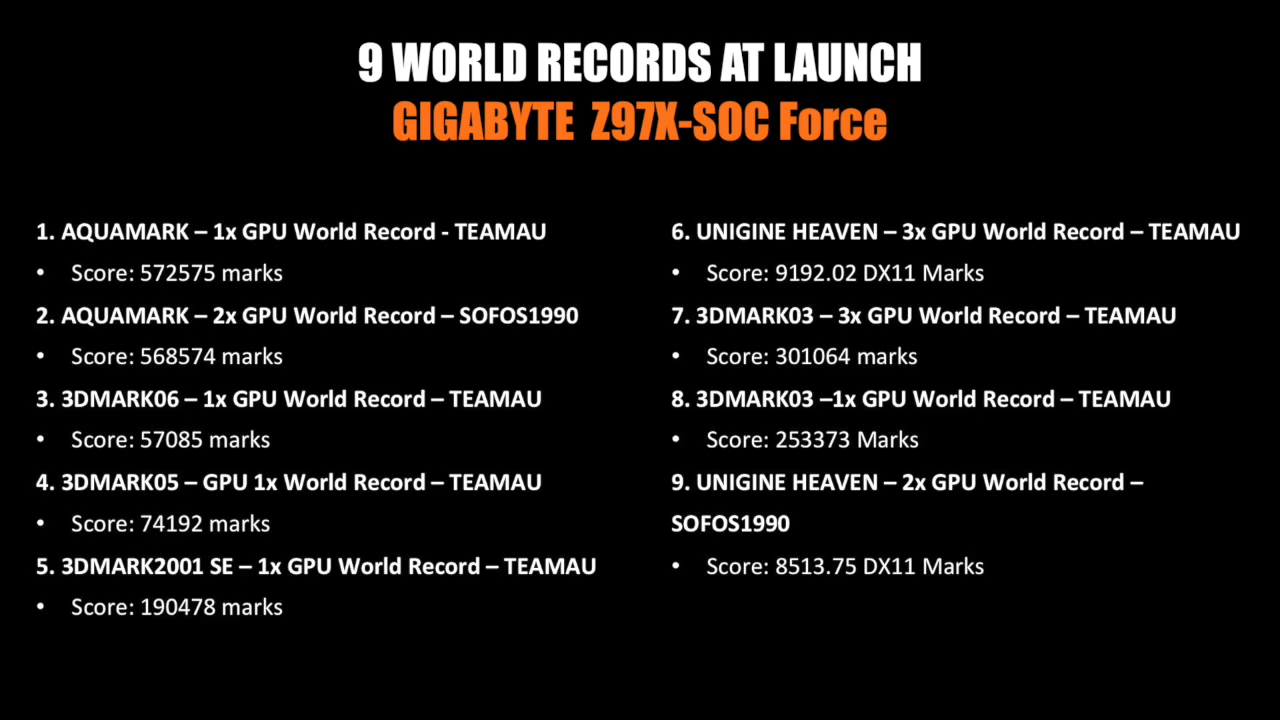 9 WORLD RECORDS AT LAUNCH
GIGABYTE Z97X-SOC Force
1. AQUAMARK – 1x GPU World Record - TEAMAU
• Score: 572575 marks
2. AQUAMARK – 2x GPU World Record – SOFOS1990
• Score: 568574 marks
3. 3DMARK06 – 1x GPU World Record – TEAMAU
• Score: 57085 marks
4. 3DMARK05 – GPU 1x World Record – TEAMAU
• Score: 74192 marks
5. 3DMARK2001 SE – 1x GPU World Record – TEAMAU
• Score: 190478 marks
6. UNIGINE HEAVEN – 3x GPU World Record – TEAMAU
• Score: 9192.02 DX11 Marks
7. 3DMARK03 – 3x GPU World Record – TEAMAU
• Score: 301064 marks
8. 3DMARK03 –1x GPU World Record – TEAMAU
• Score: 253373 Marks
9. UNIGINE HEAVEN – 2x GPU World Record –
SOFOS1990
• Score: 8513.75 DX11 Marks